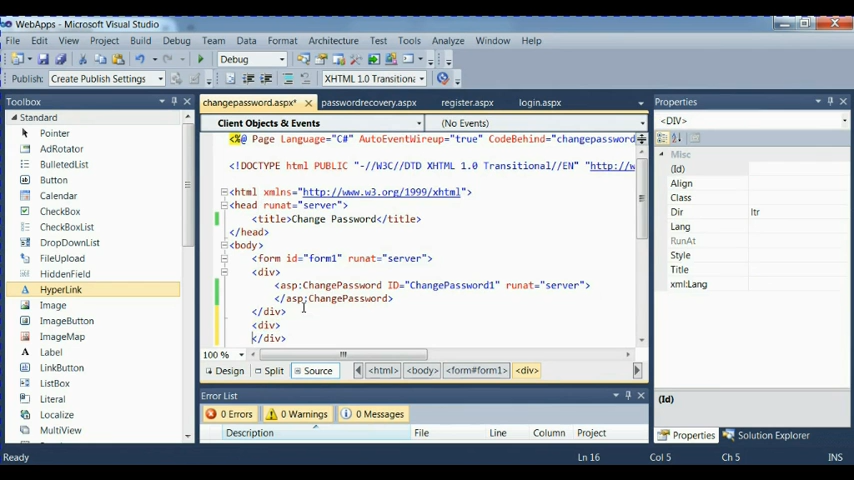 WebApps - Microsoft Visual Studio
File Edit View Project Build Debug Team Data Format Architecture Test Tools Analyze Window Help
Debug
Publish: Create Publish Settings XHTML 1.0 Transitiona
Toolbox
Standard
Pointer
AdRotator
BulletedList
Button
Calendar
CheckBox
CheckBoxList
DropDownList
FileUpload
HiddenField
HyperLink
Image
ImageButton
ImageMap
Label
LinkButton
ListBox
Literal
Localize
MultiView
changepassword.aspx* passwordrecovery.aspx register.aspx login.aspx
Client Objects & Events (No Events)
<%@ Page Language="C#" AutoEventWireup="true" CodeBehind="changepassword
<!DOCTYPE html PUBLIC "-//W3C//DTD XHTML 1.0 Transitional//EN" "http://w
<html xmlns="http://www.w3.org/1999/xhtml">
<head runat="server">
<title>Change Password</title>
</head>
<body>
<form id="form1" runat="server">
<div>
<asp:ChangePassword ID="ChangePassword1" runat="server">
</asp:ChangePassword>
</div>
<div>
</div>
100 %
Design Split Source <html> <body> <form#form1> <div>
Error List
0 Errors 0 Warnings 0 Messages
Description File Line Column Project
Properties
<DIV>
Misc
(Id)
Align
Class
Dir ltr
Lang
RunAt
Style
Title
xml:Lang
(Id)
Properties Solution Explorer
Ready Ln 16 Col 5 Ch 5 INS